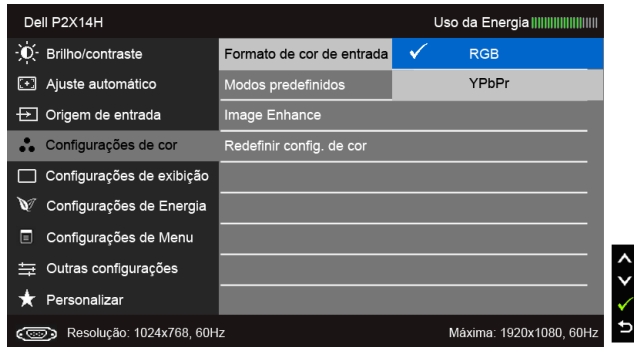 Dell P2X14H Uso da Energia
Brilho/contraste Formato de cor de entrada RGB
Ajuste automático Modos predefinidos YPbPr
Origem de entrada Image Enhance
Configurações de cor Redefinir config. de cor
Configurações de exibição
Configurações de Energia
Configurações de Menu
Outras configurações
Personalizar
Resolução: 1024x768, 60Hz Máxima: 1920x1080, 60Hz